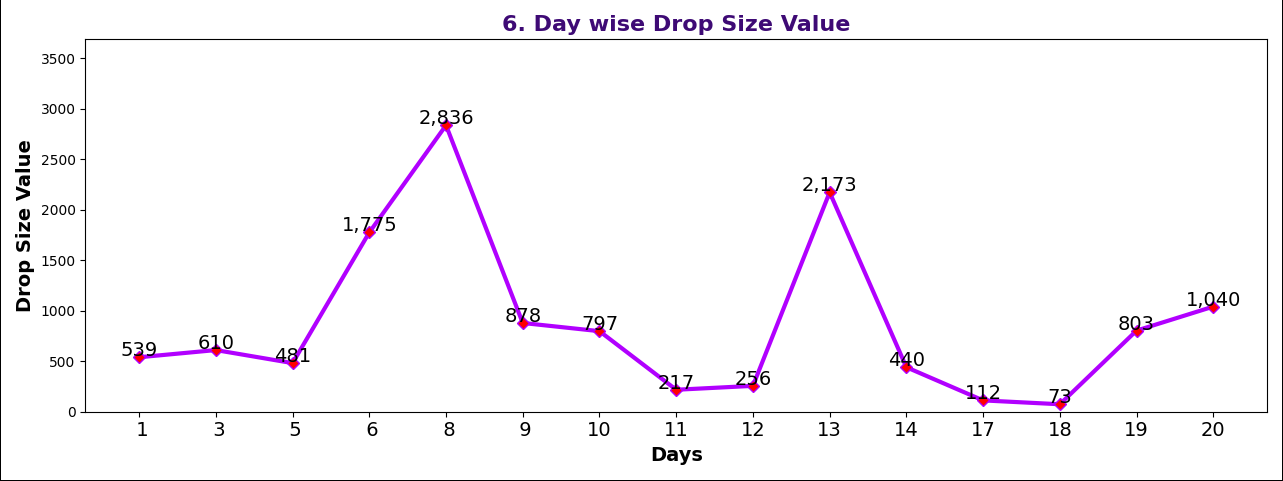 6. Day wise Drop Size Value
Drop Size Value
3500
3000
2500
2000
1500
1000
500
0
539 610 481 1,775 2,836 878 797 217 256 2,173 440 112 73 803 1,040
1 3 5 6 8 9 10 11 12 13 14 17 18 19 20
Days